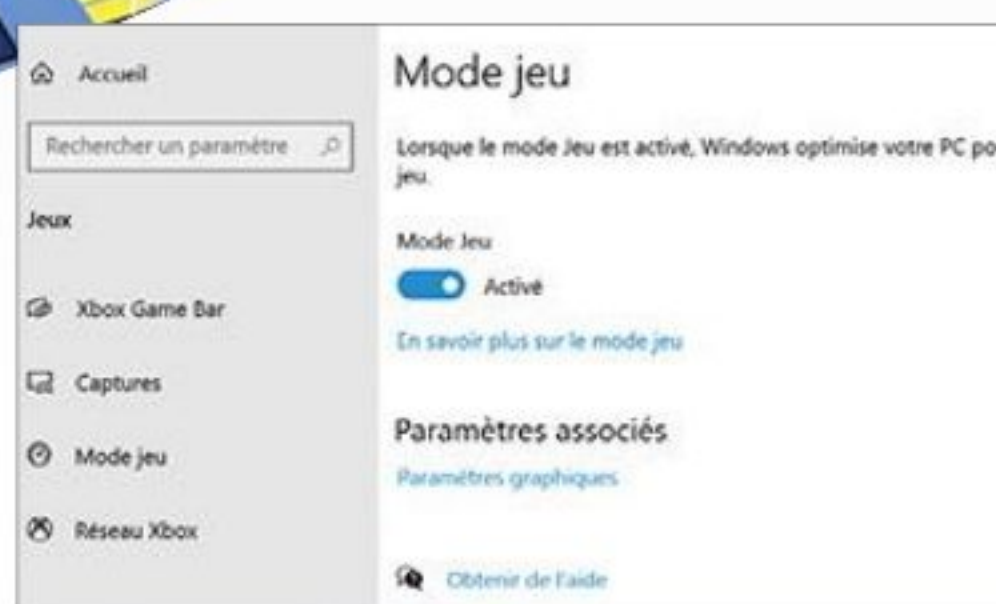 Accueil
Rechercher un paramètre
Jeux
Xbox Game Bar
Captures
Mode jeu
Réseau Xbox
Mode jeu
Lorsque le mode Jeu est activé, Windows optimise votre PC po
jeu.
Mode Jeu
Activé
En savoir plus sur le mode jeu
Paramètres associés
Paramètres graphiques
Obtenir de l'aide